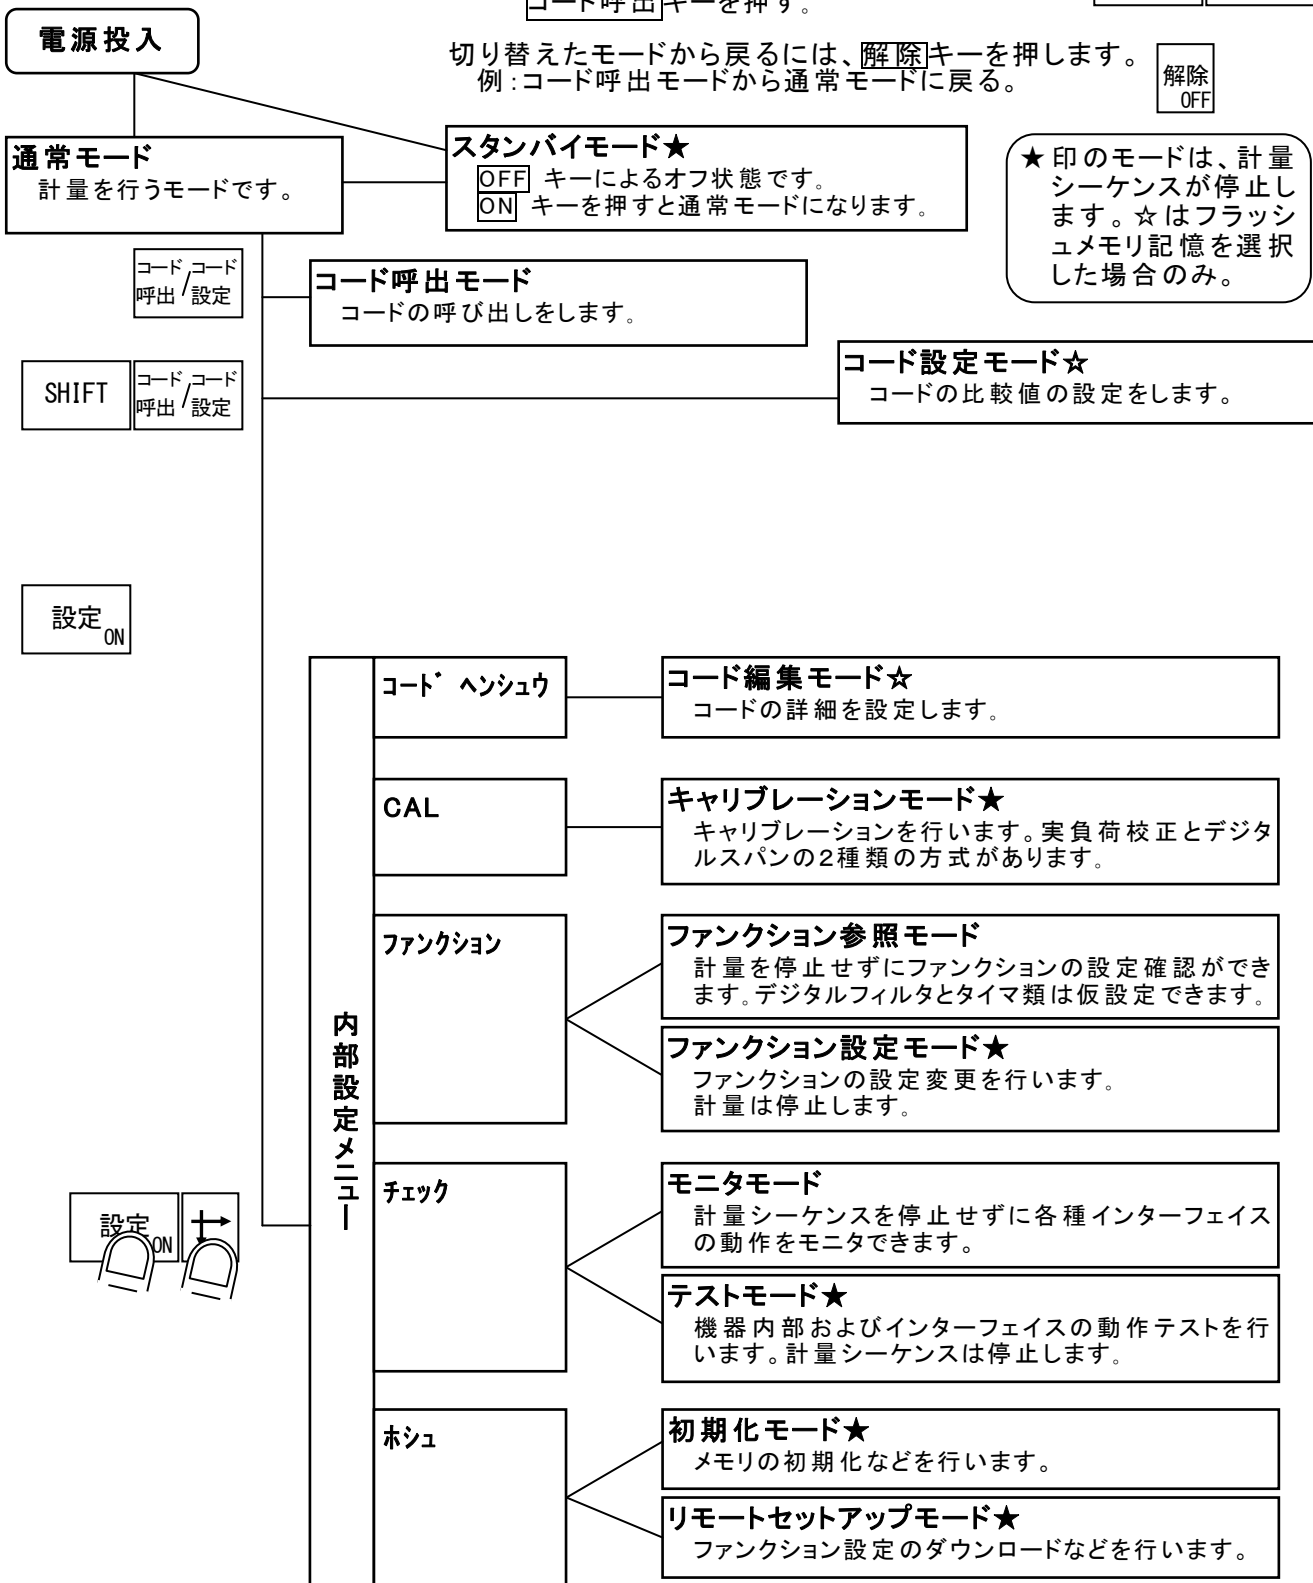 コード呼出キーを押す。
電源投入
切り替えたモードから戻るには、解除キーを押します。
例:コード呼出モードから通常モードに戻る。
解除
OFF
通常モード
計量を行うモードです。
スタンバイモード★
OFF キーによるオフ状態です。
ON キーを押すと通常モードになります。
★印のモードは、計量
シーケンスが停止し
ます。☆はフラッシ
ュメモリ記憶を選択
した場合のみ。
コード/コード
呼出 設定
コード呼出モード
コードの呼び出しをします。
SHIFT
コード/コード
呼出 設定
コード設定モード☆
コードの比較値の設定をします。
設定
ON
内部設定メニュー
コード ヘンシュウ
コード編集モード☆
コードの詳細を設定します。
CAL
キャリブレーションモード★
キャリブレーションを行います。実負荷校正とデジタ
ルスパンの2種類の方式があります。
ファンクション
ファンクション参照モード
計量を停止せずにファンクションの設定確認ができ
ます。デジタルフィルタとタイマ類は仮設定できます。
ファンクション設定モード★
ファンクションの設定変更を行います。
計量は停止します。
設定
ON
チェック
モニタモード
計量シーケンスを停止せずに各種インターフェイス
の動作をモニタできます。
テストモード★
機器内部およびインターフェイスの動作テストを行
います。計量シーケンスは停止します。
ホシュ
初期化モード★
メモリの初期化などを行います。
リモートセットアップモード★
ファンクション設定のダウンロードなどを行います。